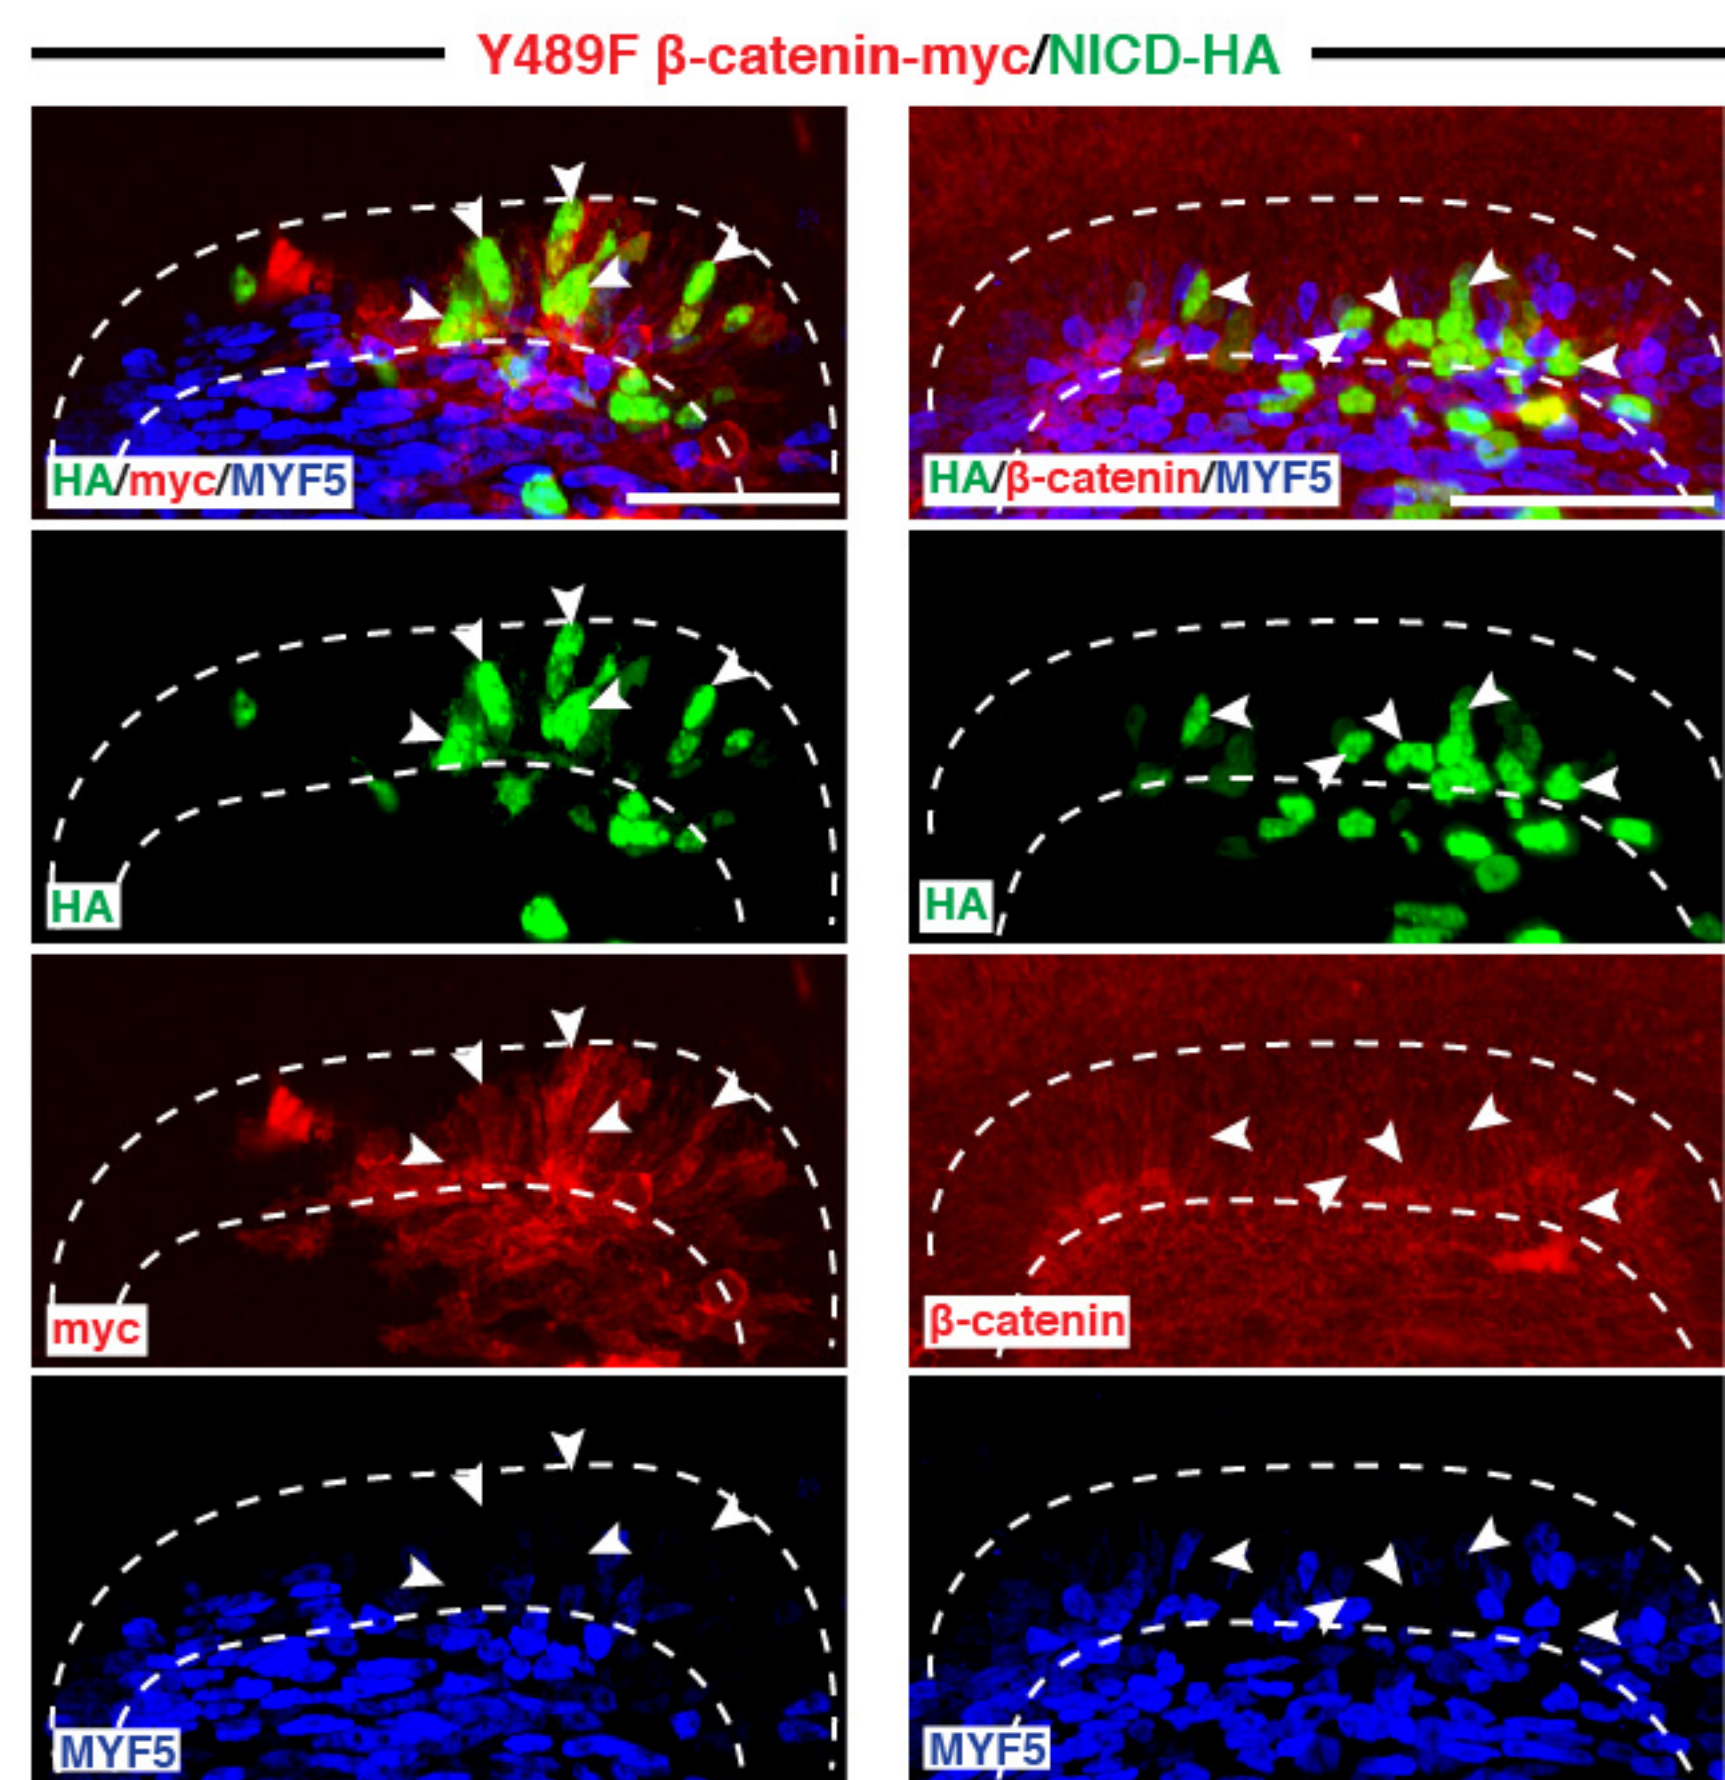 Y489F β-catenin-myc/NICD-HA
HA/myc/MYF5
HA/β-catenin/MYF5
HA
HA
myc
β-catenin
MYF5
MYF5